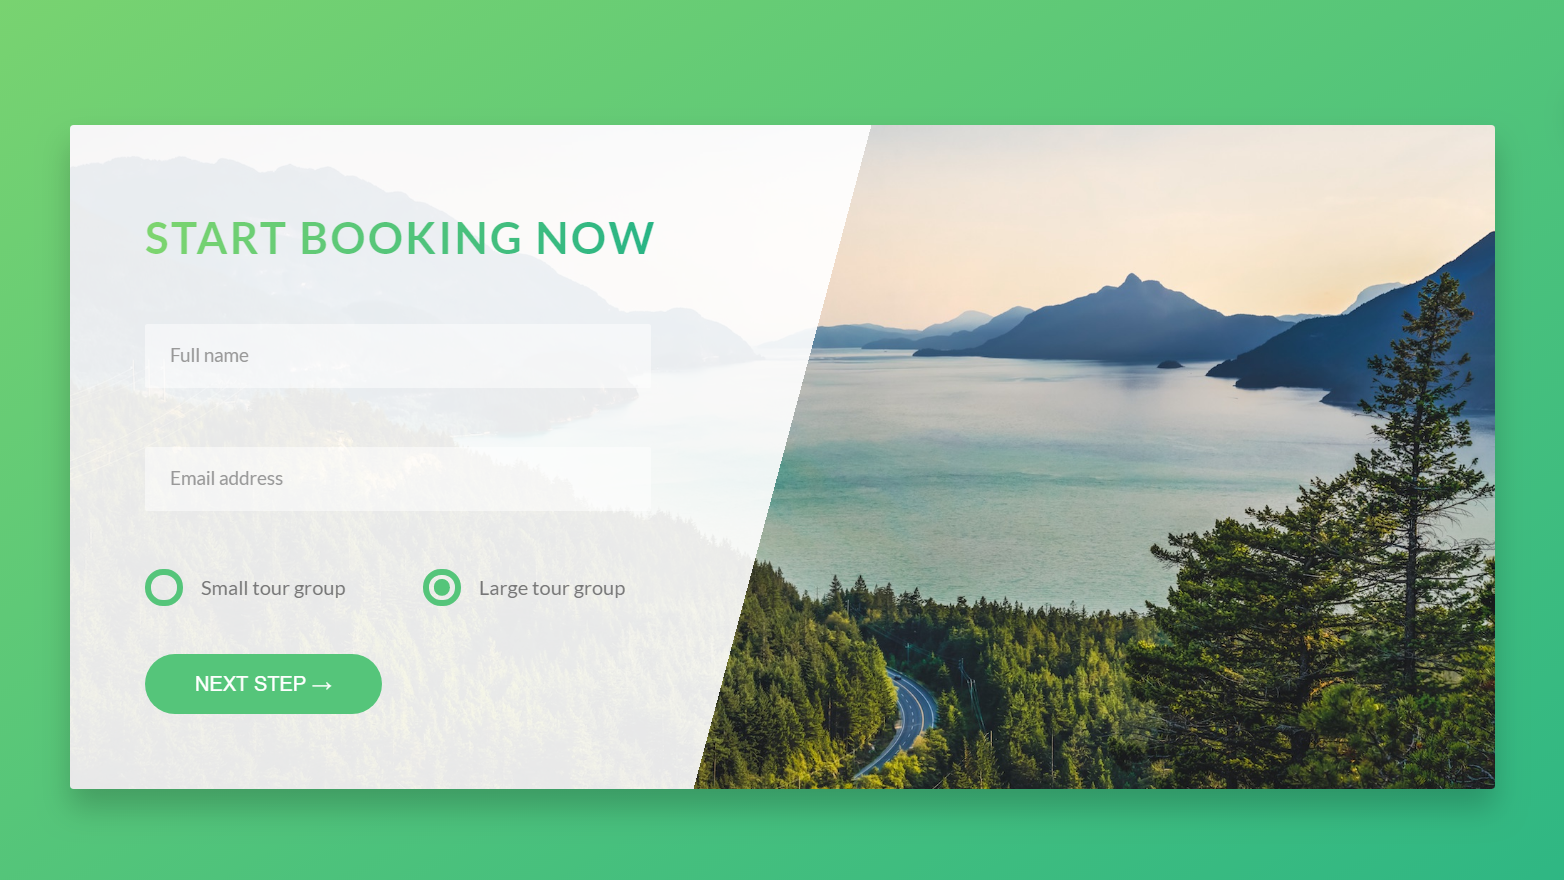 START BOOKING NOW
Full name
Email address
Small tour group
Large tour group
NEXT STEP →